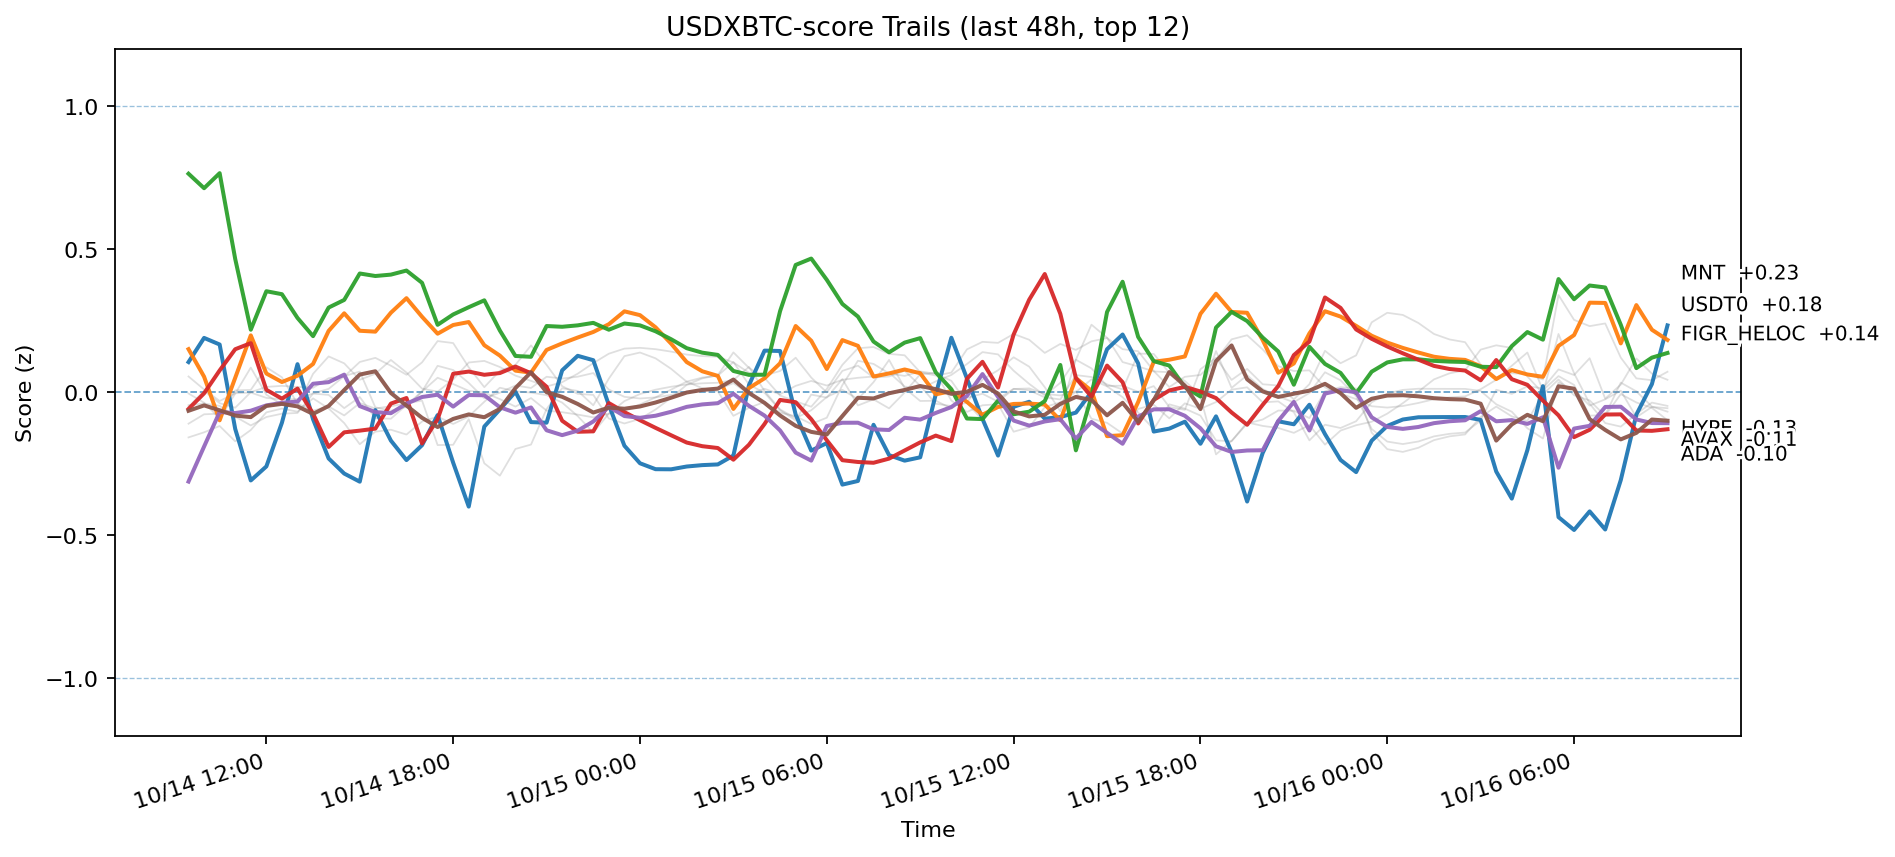 USDXBTC-score Trails (last 48h, top 12)
Score (z)
1.0
0.5
0.0
−0.5
−1.0
MNT +0.23
USDT0 +0.18
FIGR_HELOC +0.14
HYPE -0.13
AVAX -0.11
ADA -0.10
10/14 12:00
10/14 18:00
10/15 00:00
10/15 06:00
10/15 12:00
10/15 18:00
10/16 00:00
10/16 06:00
Time